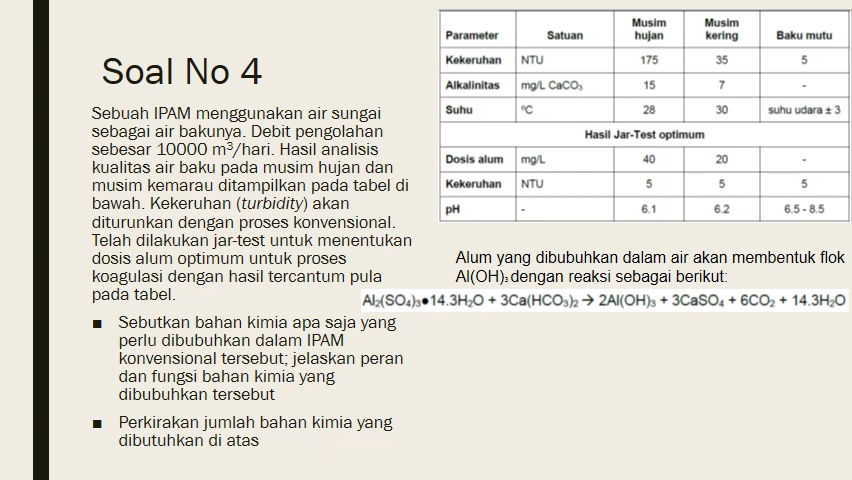 Soal No 4
Sebuah IPAM menggunakan air sungai
sebagai air bakunya. Debit pengolahan
sebesar 10000 m³/hari. Hasil analisis
kualitas air baku pada musim hujan dan
musim kemarau ditampilkan pada tabel di
bawah. Kekeruhan (turbidity) akan
diturunkan dengan proses konvensional.
Telah dilakukan jar-test untuk menentukan
dosis alum optimum untuk proses
koagulasi dengan hasil tercantum pula
pada tabel.
■ Sebutkan bahan kimia apa saja yang
perlu dibubuhkan dalam IPAM
konvensional tersebut; jelaskan peran
dan fungsi bahan kimia yang
dibubuhkan tersebut
■ Perkirakan jumlah bahan kimia yang
dibutuhkan di atas
Parameter Satuan Musim hujan Musim kering Baku mutu
Kekeruhan NTU 175 35 5
Alkalinitas mg/L CaCO₃ 15 7 -
Suhu °C 28 30 suhu udara ± 3
Hasil Jar-Test optimum
Dosis alum mg/L 40 20 -
Kekeruhan NTU 5 5 5
pH - 6.1 6.2 6.5 - 8.5
Alum yang dibubuhkan dalam air akan membentuk flok
Al(OH)₃ dengan reaksi sebagai berikut:
Al₂(SO₄)₃●14.3H₂O + 3Ca(HCO₃)₂ → 2Al(OH)₃ + 3CaSO₄ + 6CO₂ + 14.3H₂O